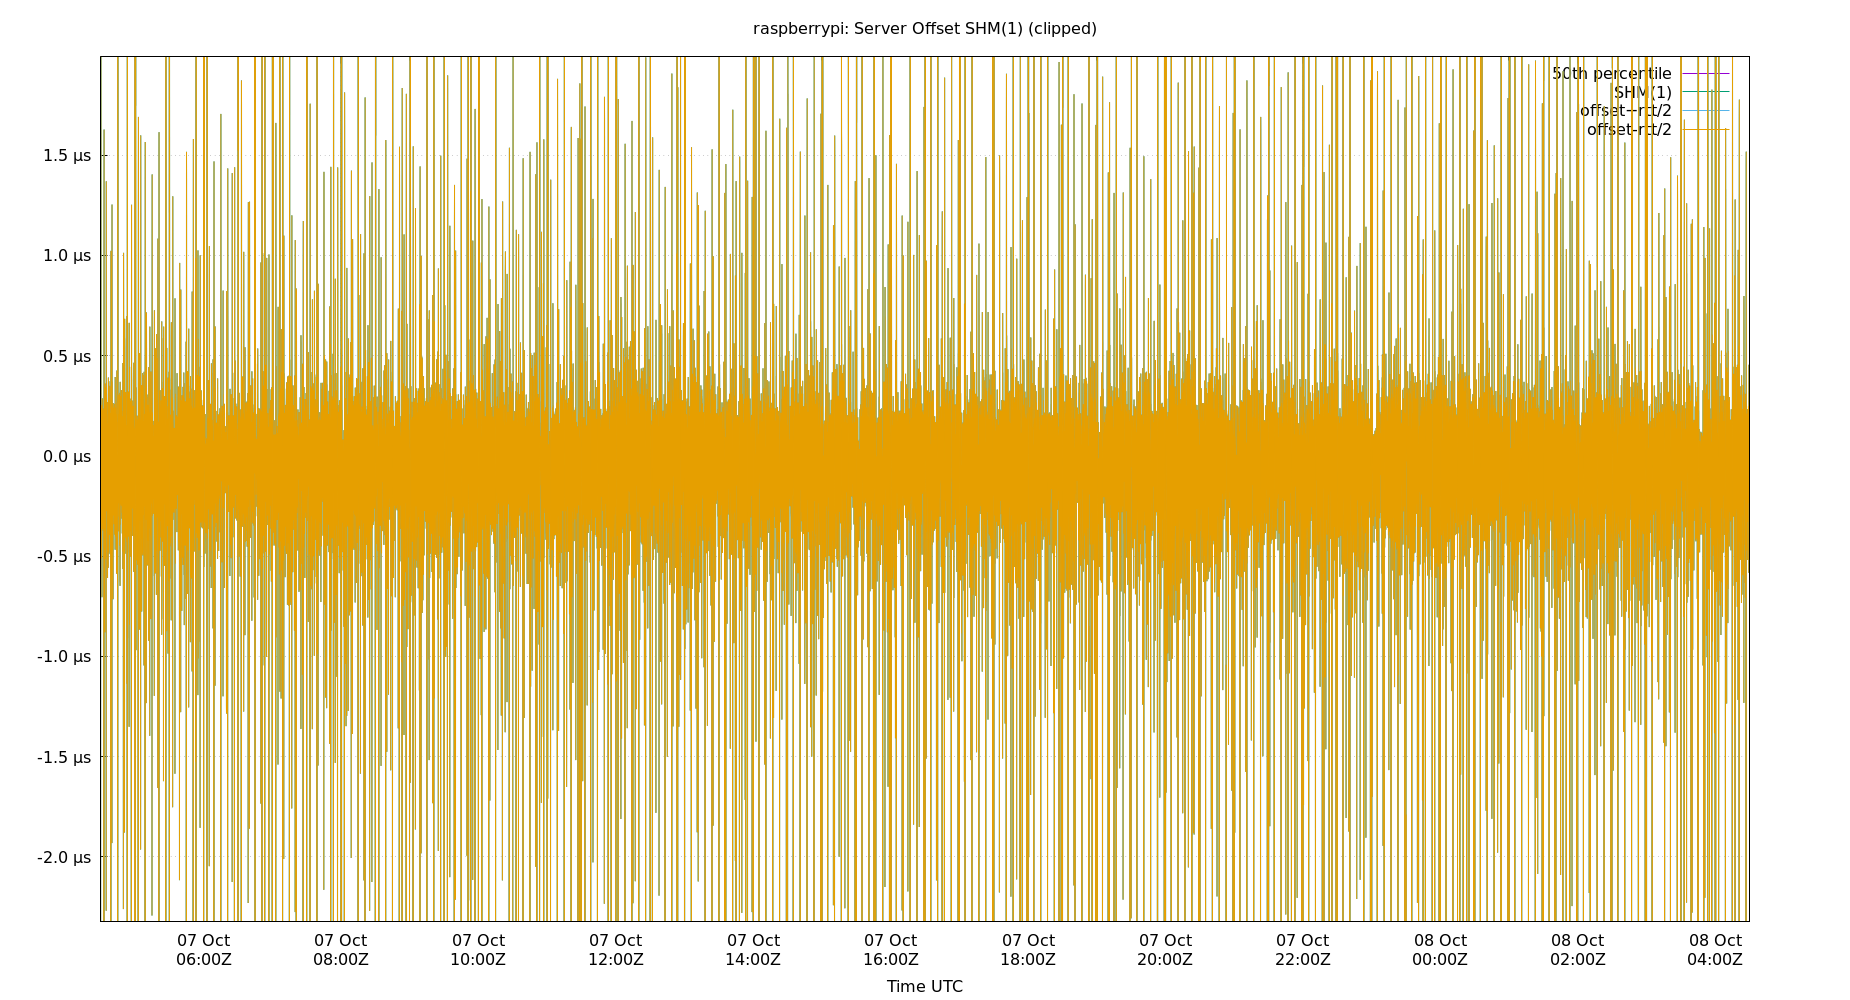 raspberrypi: Server Offset SHM(1) (clipped)
50th percentile
SHM(1)
offset--rtt/2
offset-rtt/2
1.5 µs
1.0 µs
0.5 µs
0.0 µs
-0.5 µs
-1.0 µs
-1.5 µs
-2.0 µs
07 Oct 07 Oct 07 Oct 07 Oct 07 Oct 07 Oct 07 Oct 07 Oct 07 Oct 08 Oct 08 Oct 08 Oct
06:00Z 08:00Z 10:00Z 12:00Z 14:00Z 16:00Z 18:00Z 20:00Z 22:00Z 00:00Z 02:00Z 04:00Z
Time UTC